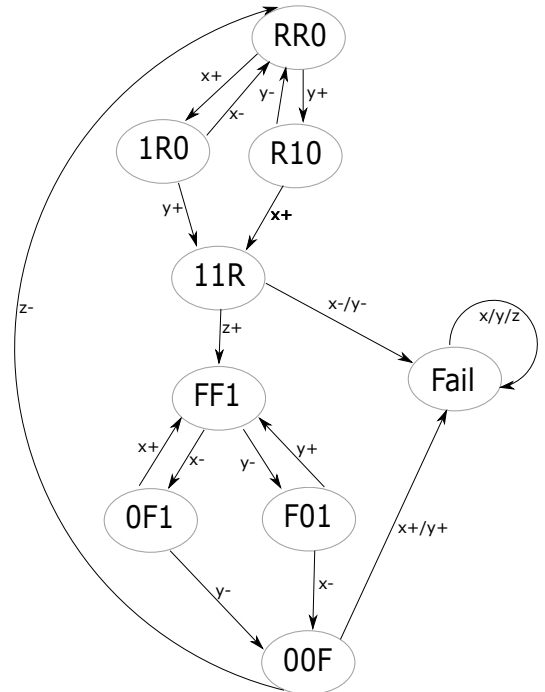 RR0
x+
x-
y-
y+
1R0
R10
y+
x+
11R
x-/y-
z-
z+
x/y/z
Fail
FF1
x+
x-
y-
y+
0F1
F01
x+/y+
x-
y-
00F